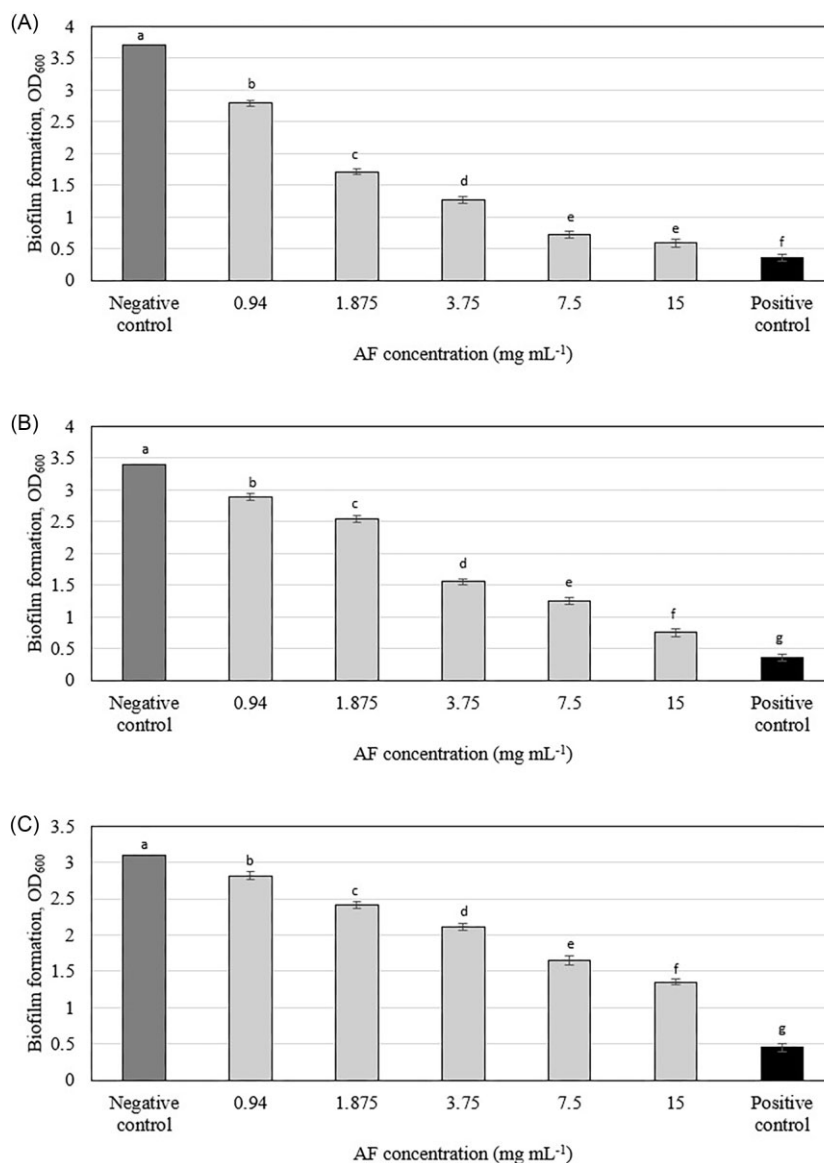 (A)
Biofilm formation, OD600
4
3.5
3
2.5
2
1.5
1
0.5
0
a
b
c
d
e
e
f
Negative control
0.94
1.875
3.75
7.5
15
Positive control
AF concentration (mg mL-1)
(B)
Biofilm formation, OD600
4
3.5
3
2.5
2
1.5
1
0.5
0
a
b
c
d
e
f
g
Negative control
0.94
1.875
3.75
7.5
15
Positive control
AF concentration (mg mL-1)
(C)
Biofilm formation, OD600
3.5
3
2.5
2
1.5
1
0.5
0
a
b
c
d
e
f
g
Negative control
0.94
1.875
3.75
7.5
15
Positive control
AF concentration (mg mL-1)